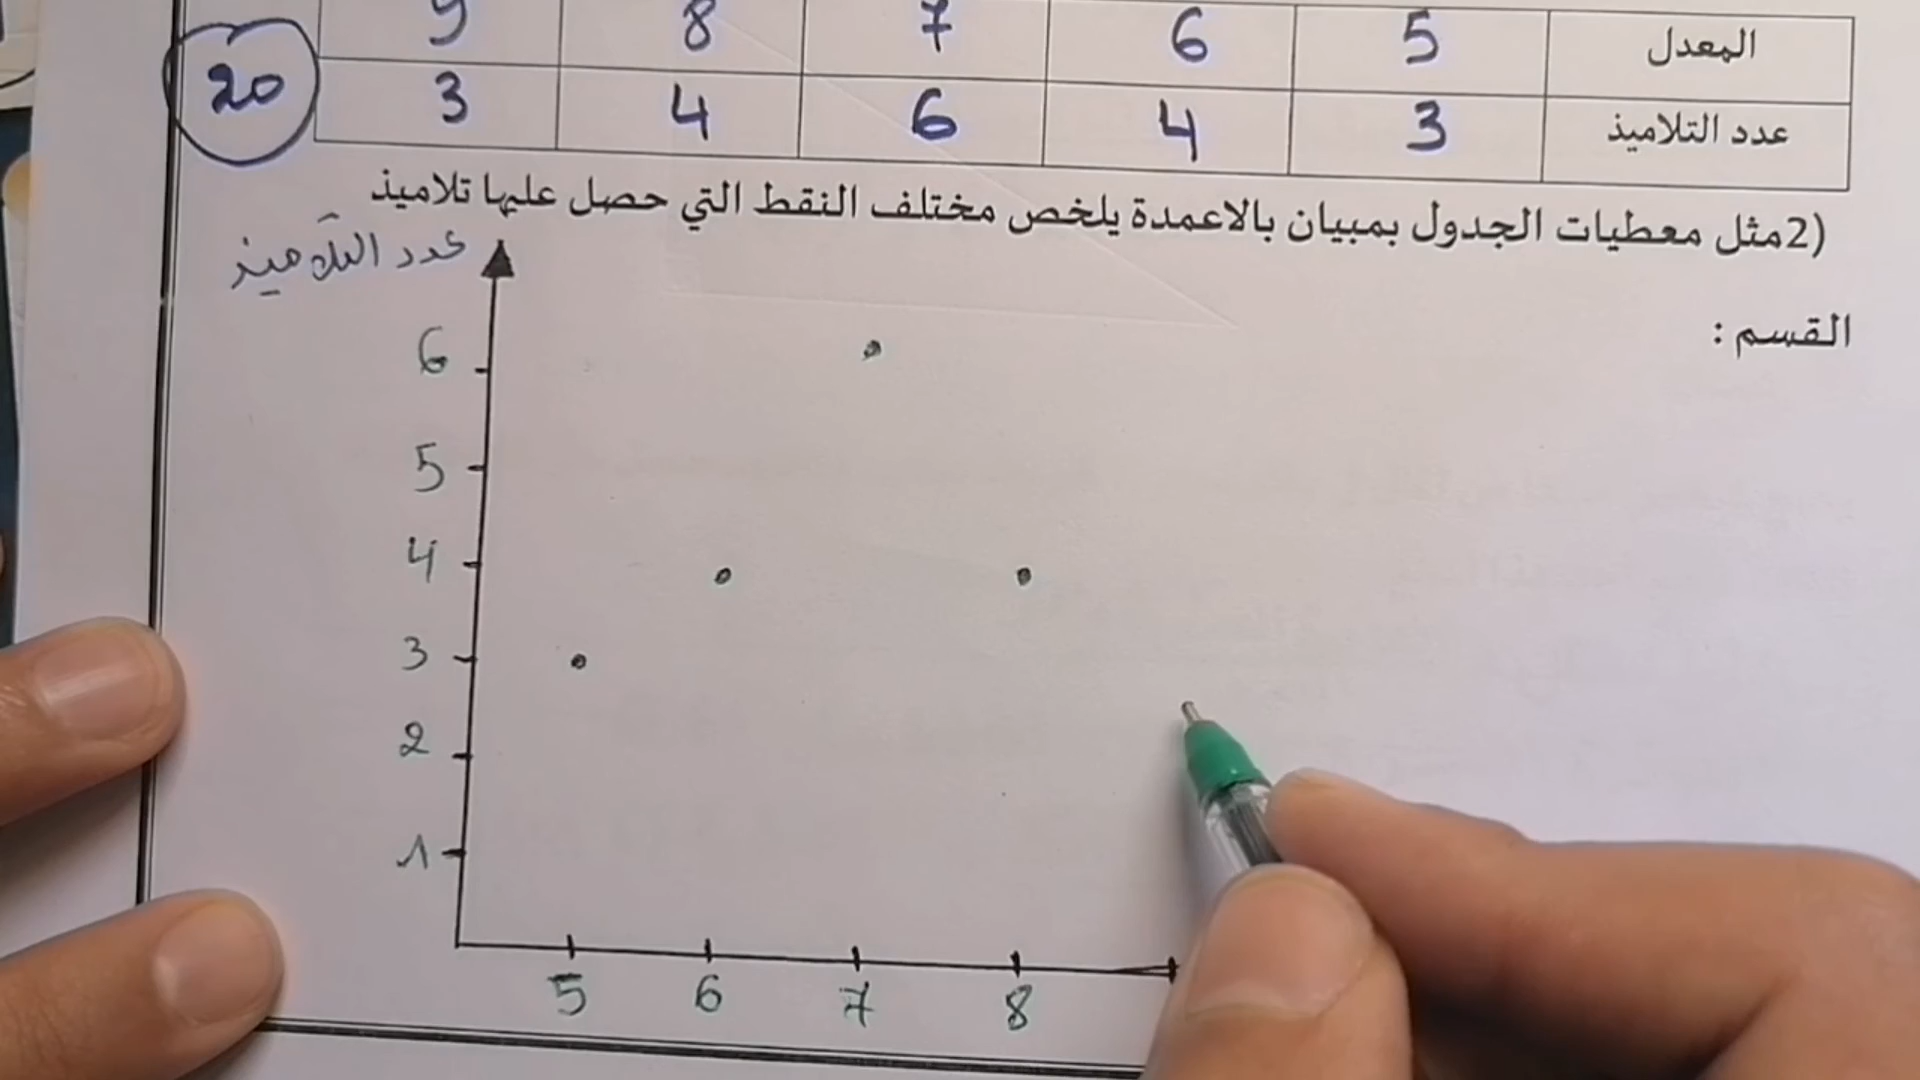 المعدل 5 6 7 8 9
عدد التلاميذ 3 4 6 4 3
20
2) مثل معطيات الجدول بمبيان بالاعمدة يلخص مختلف النقط التي حصل عليها تلاميذ
القسم :
عدد التلاميذ
6
5
4
3
2
1
5 6 7 8